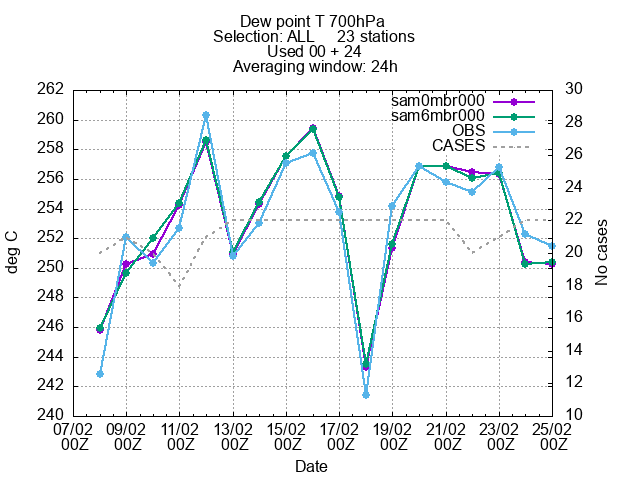 Dew point T 700hPa
Selection: ALL 23 stations
Used 00 + 24
Averaging window: 24h
262 30
260 28
258 26
256 24
254 22
252 20
250 18
248 16
246 14
244 12
242 10
240
sam0mbr000
sam6mbr000
OBS
CASES
deg C
No cases
07/02 09/02 11/02 13/02 15/02 17/02 19/02 21/02 23/02 25/02
00Z 00Z 00Z 00Z 00Z 00Z 00Z 00Z 00Z 00Z
Date